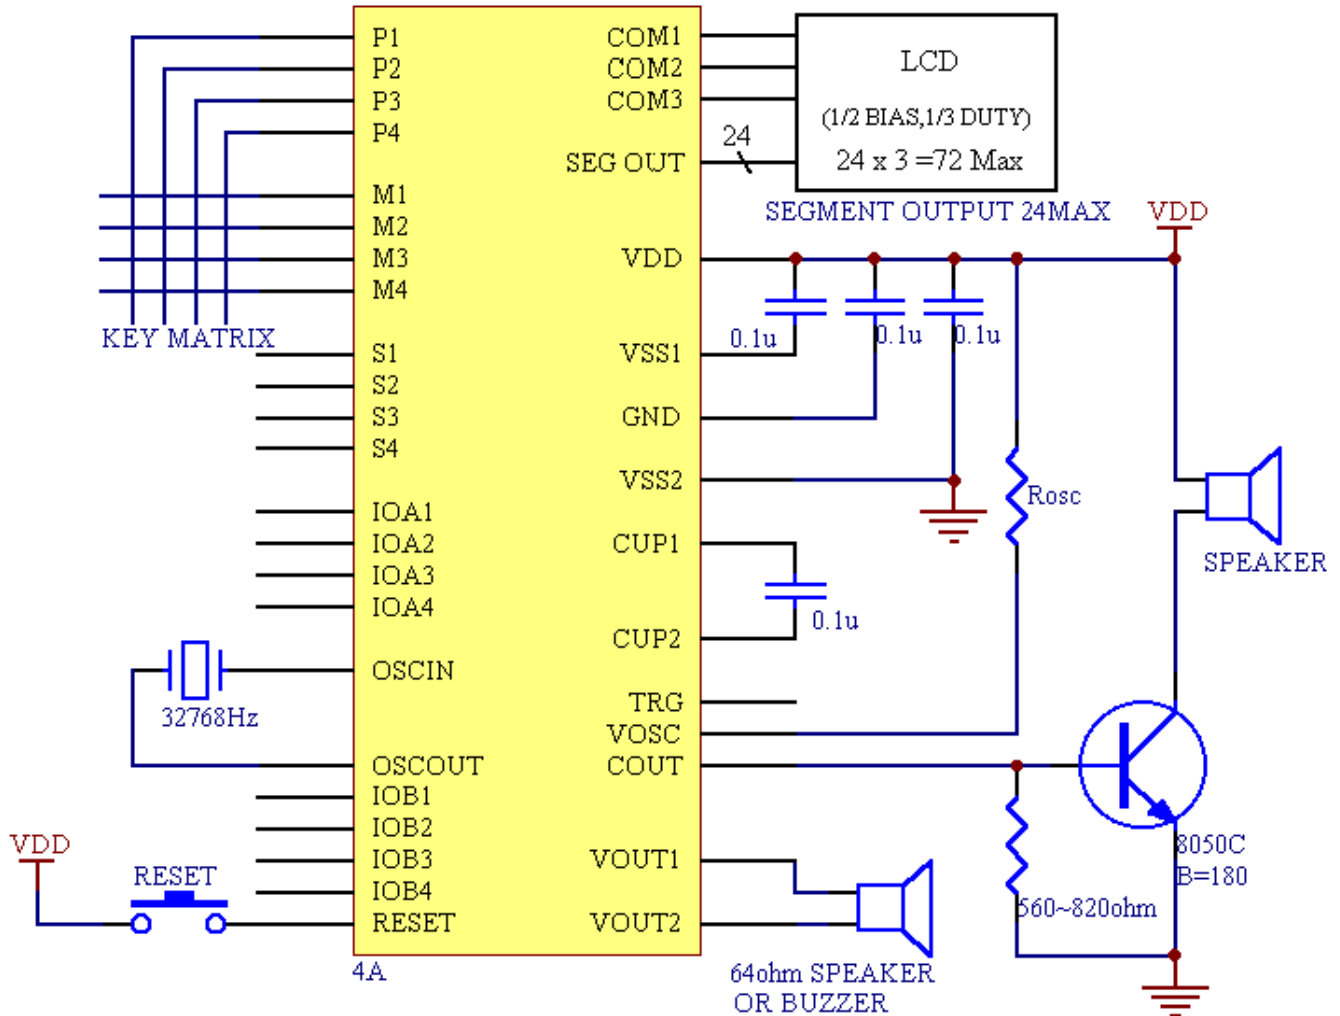 P1
P2
P3
P4
M1
M2
M3
M4
KEY MATRIX
S1
S2
S3
S4
IOA1
IOA2
IOA3
IOA4
OSCIN
32768Hz
OSCOUT
IOB1
IOB2
IOB3
IOB4
VDD
RESET
RESET
4A
COM1
COM2
COM3
24
SEG OUT
LCD
(1/2 BIAS,1/3 DUTY)
24 x 3 =72 Max
SEGMENT OUTPUT 24MAX
VDD
VDD
0.1u
0.1u
0.1u
VSS1
GND
VSS2
Rosc
CUP1
CUP2
0.1u
SPEAKER
TRG
VOSC
COUT
8050C
B=180
560~820ohm
VOUT1
VOUT2
64ohm SPEAKER
OR BUZZER